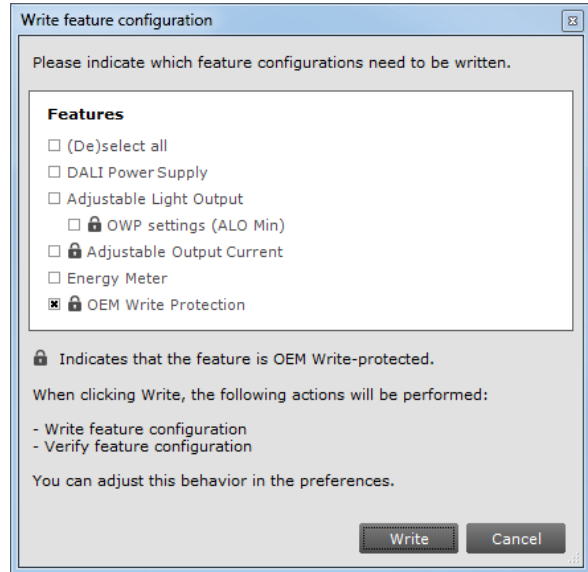 Write feature configuration
Please indicate which feature configurations need to be written.
Features
(De)select all
DALI Power Supply
Adjustable Light Output
OWP settings (ALO Min)
Adjustable Output Current
Energy Meter
OEM Write Protection
Indicates that the feature is OEM Write-protected.
When clicking Write, the following actions will be performed:
- Write feature configuration
- Verify feature configuration
You can adjust this behavior in the preferences.
Write Cancel